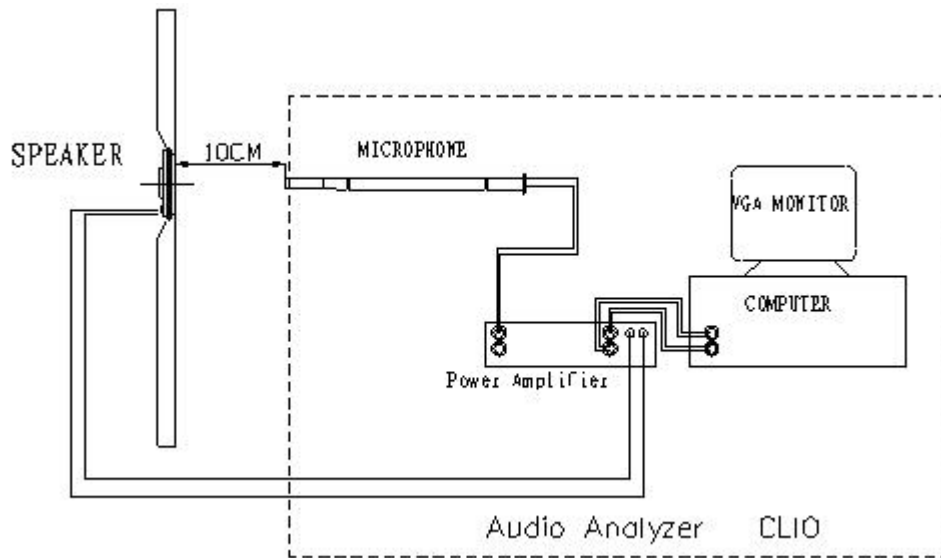 SPEAKER
10CM
MICROPHONE
VGA MONITOR
COMPUTER
Power Amplifier
Audio Analyzer CLIO